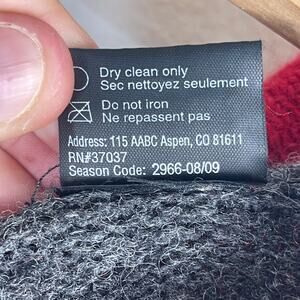 Dry clean only
Sec nettoyez seulement
Do not iron
Ne repassent pas
Address: 115 AABC Aspen, CO 81611
RN#37037
Season Code: 2966-08/09